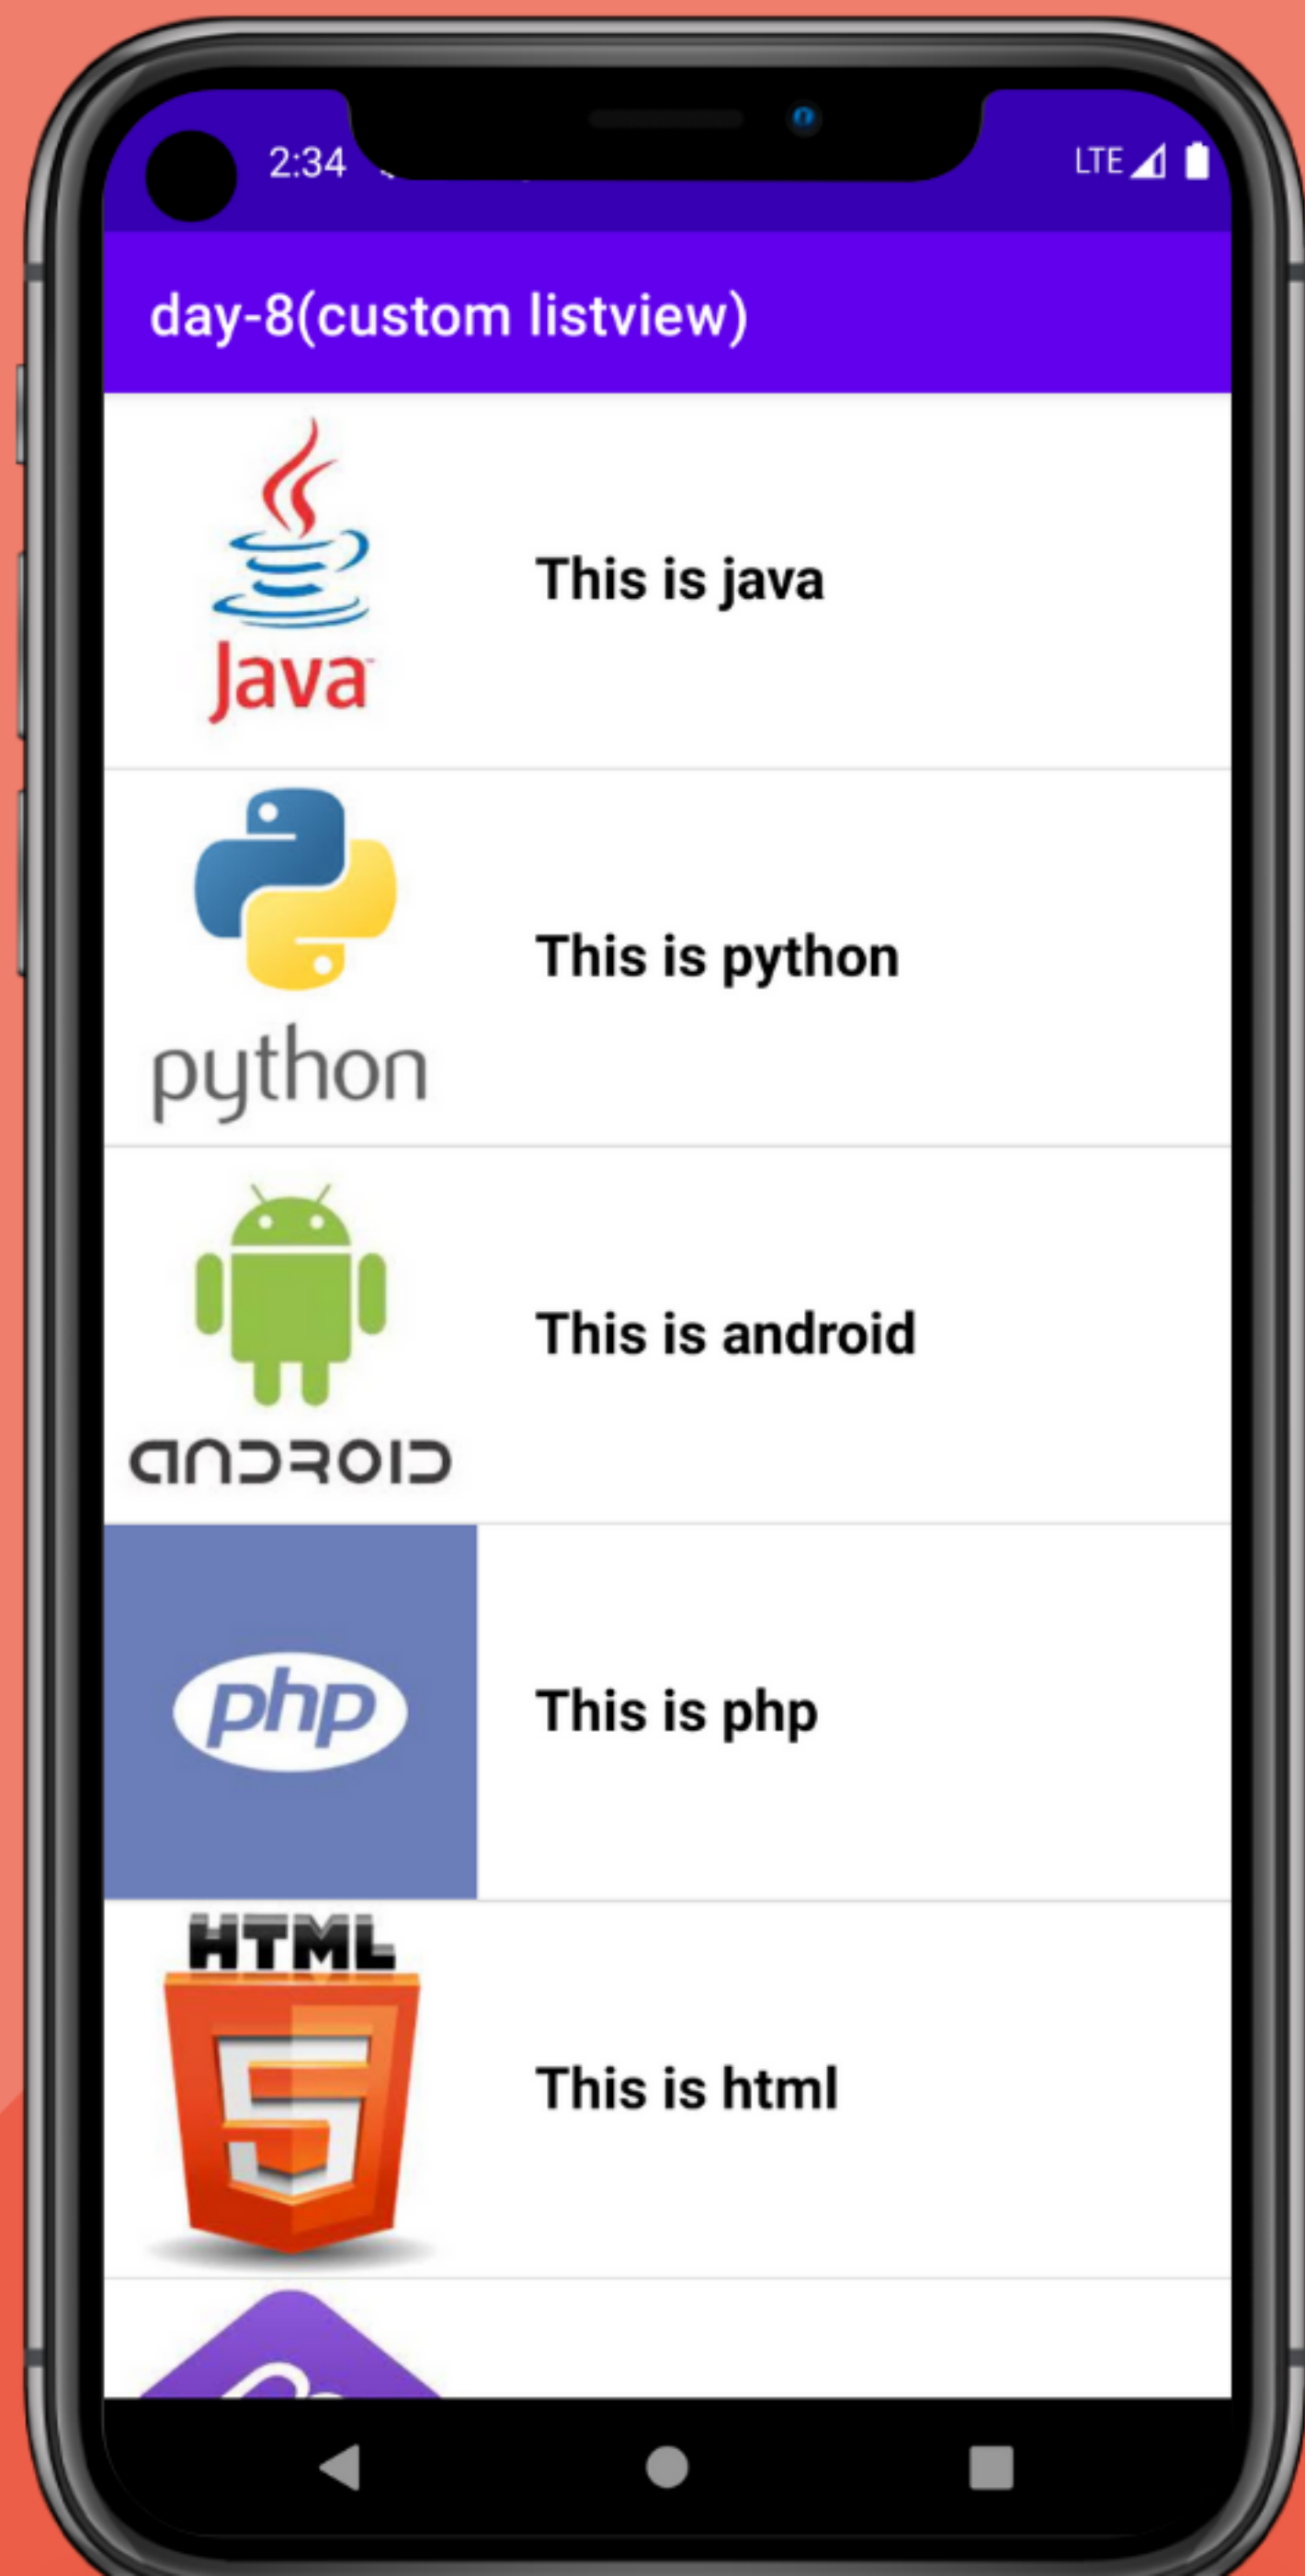 2:34
LTE
day-8(custom listview)
Java
This is java
python
This is python
ANDROID
This is android
php
This is php
HTML
5
This is html